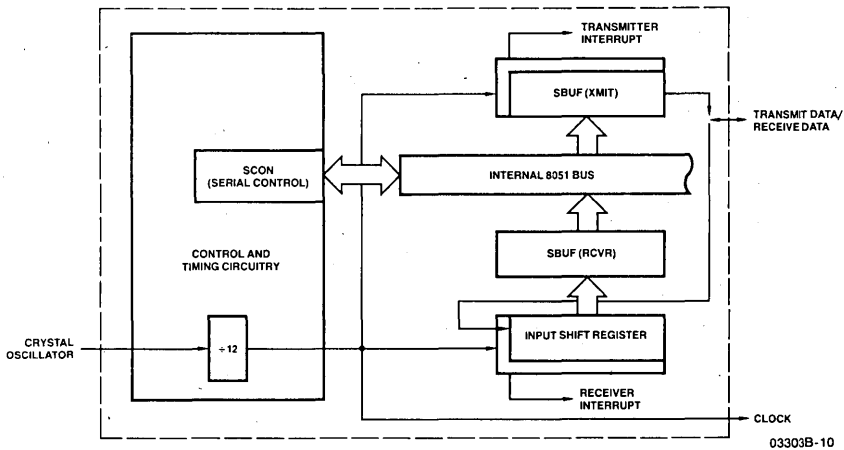 TRANSMITTER
INTERRUPT
SBUF (XMIT)
TRANSMIT DATA/
RECEIVE DATA
SCON
(SERIAL CONTROL)
INTERNAL 8051 BUS
CONTROL AND
TIMING CIRCUITRY
SBUF (RCVR)
CRYSTAL
OSCILLATOR
÷12
INPUT SHIFT REGISTER
RECEIVER
INTERRUPT
CLOCK
03303B-10